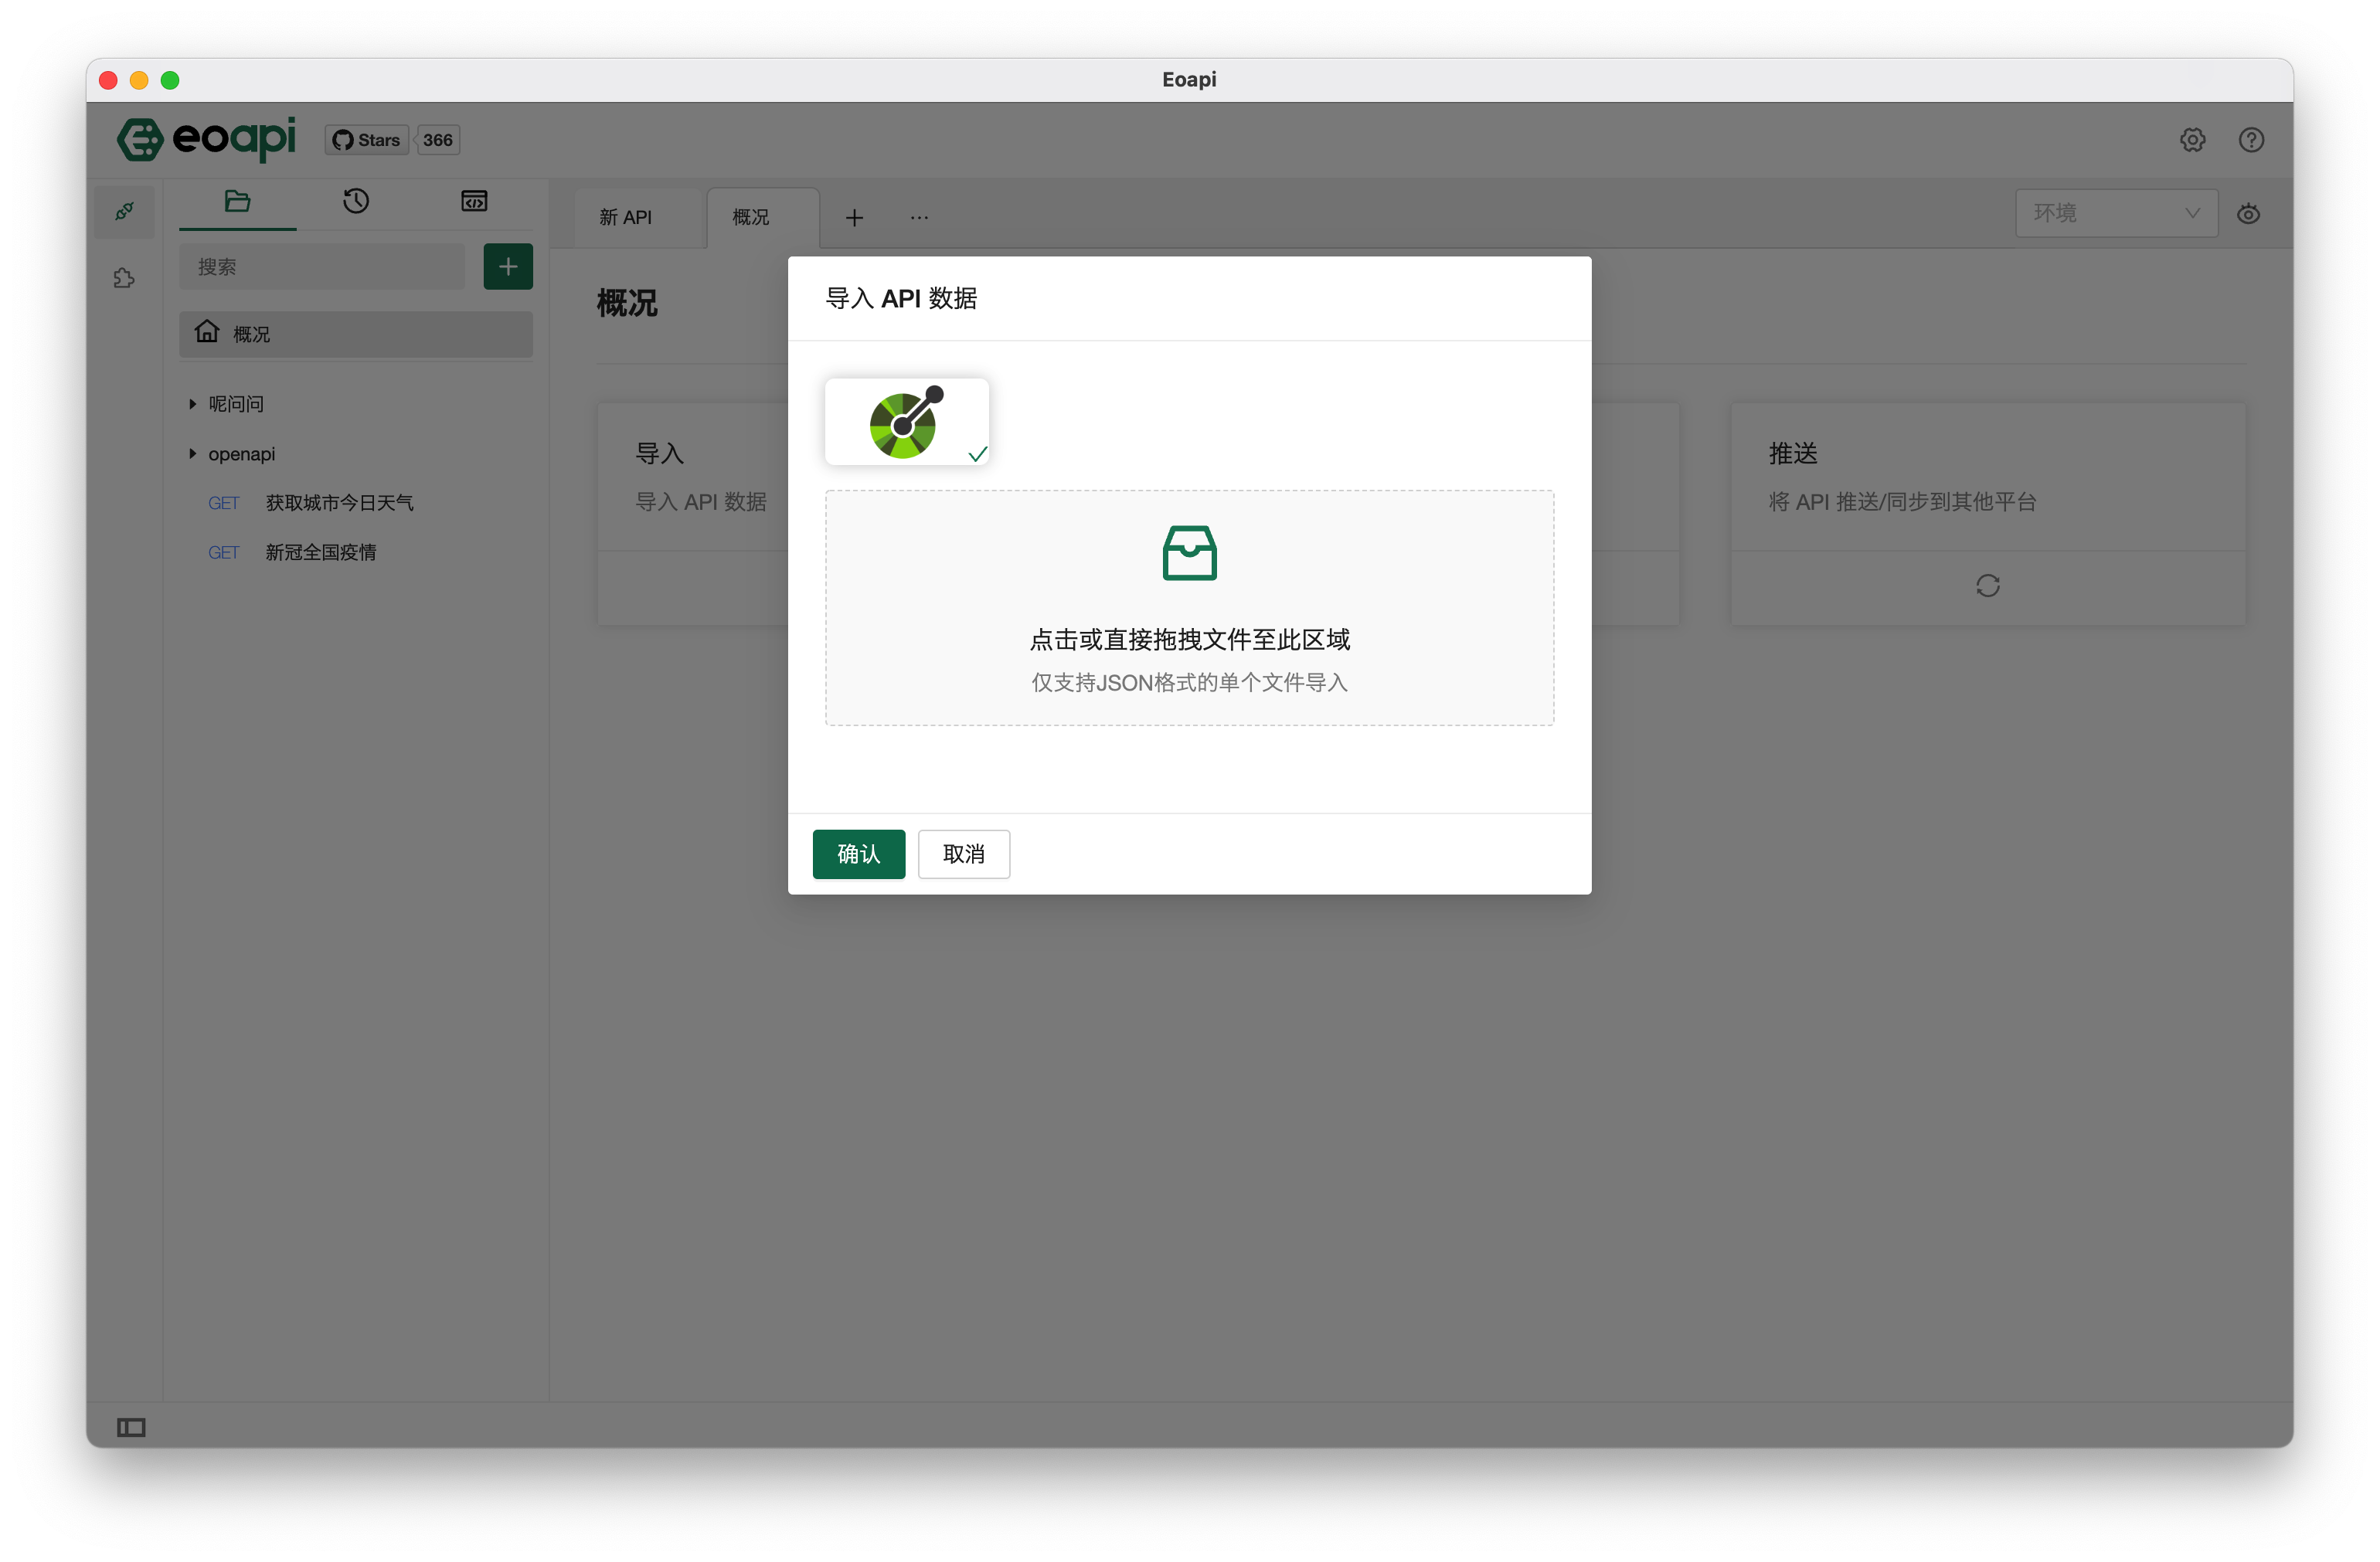 Eoapi
eoapi Stars 366
新 API 概况 环境
搜索
概况
概况
呢问问
openapi
GET 获取城市今日天气
GET 新冠全国疫情
导入
导入 API 数据
推送
将 API 推送/同步到其他平台
导入 API 数据
点击或直接拖拽文件至此区域
仅支持JSON格式的单个文件导入
确认 取消